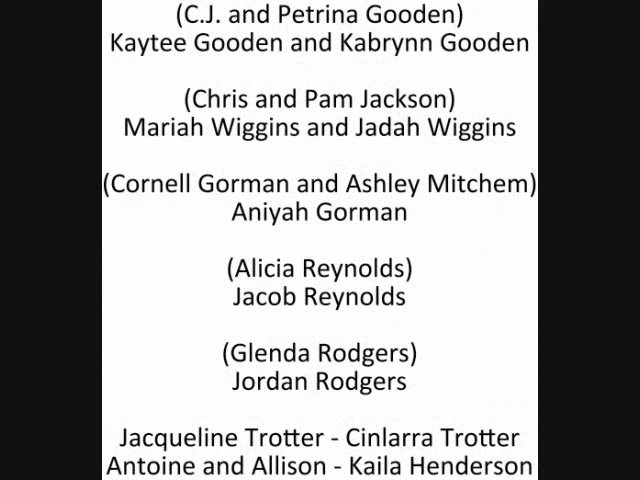 (C.J. and Petrina Gooden)
Kaytee Gooden and Kabrynn Gooden
(Chris and Pam Jackson)
Mariah Wiggins and Jadah Wiggins
(Cornell Gorman and Ashley Mitchem)
Aniyah Gorman
(Alicia Reynolds)
Jacob Reynolds
(Glenda Rodgers)
Jordan Rodgers
Jacqueline Trotter - Cinlarra Trotter
Antoine and Allison - Kaila Henderson